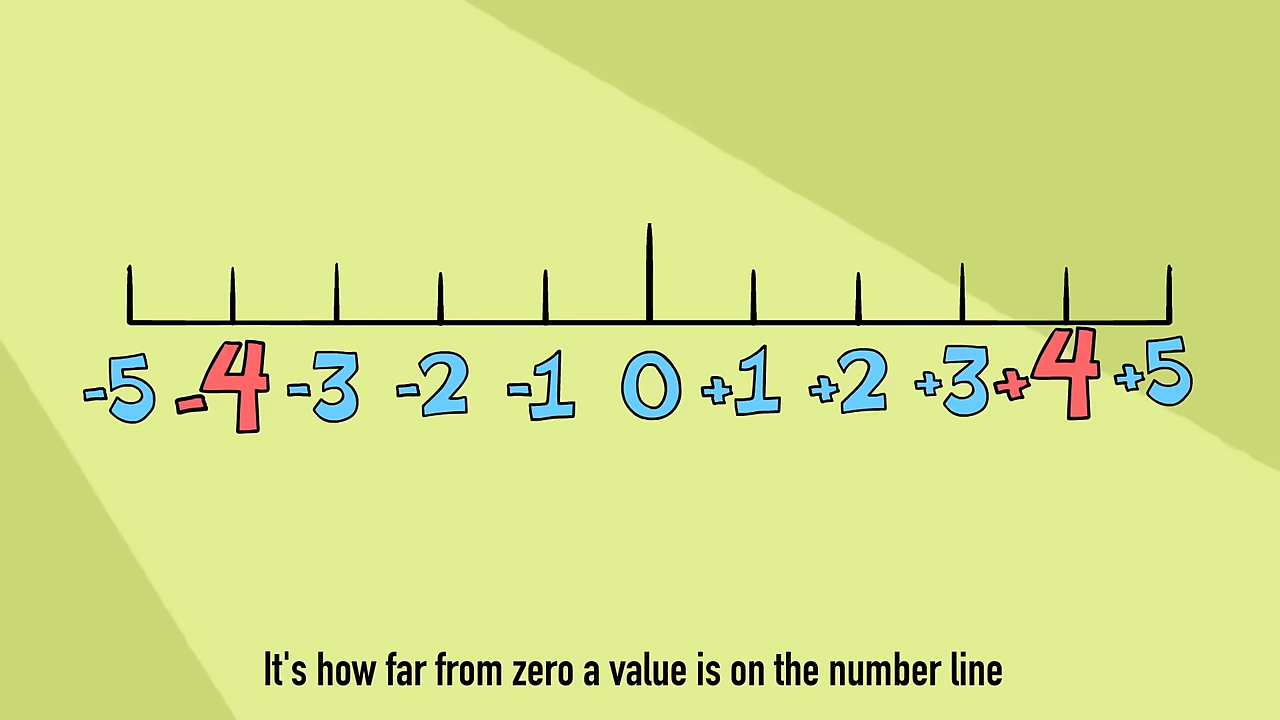 -5 -4 -3 -2 -1 0 +1 +2 +3 +4 +5
It's how far from zero a value is on the number line